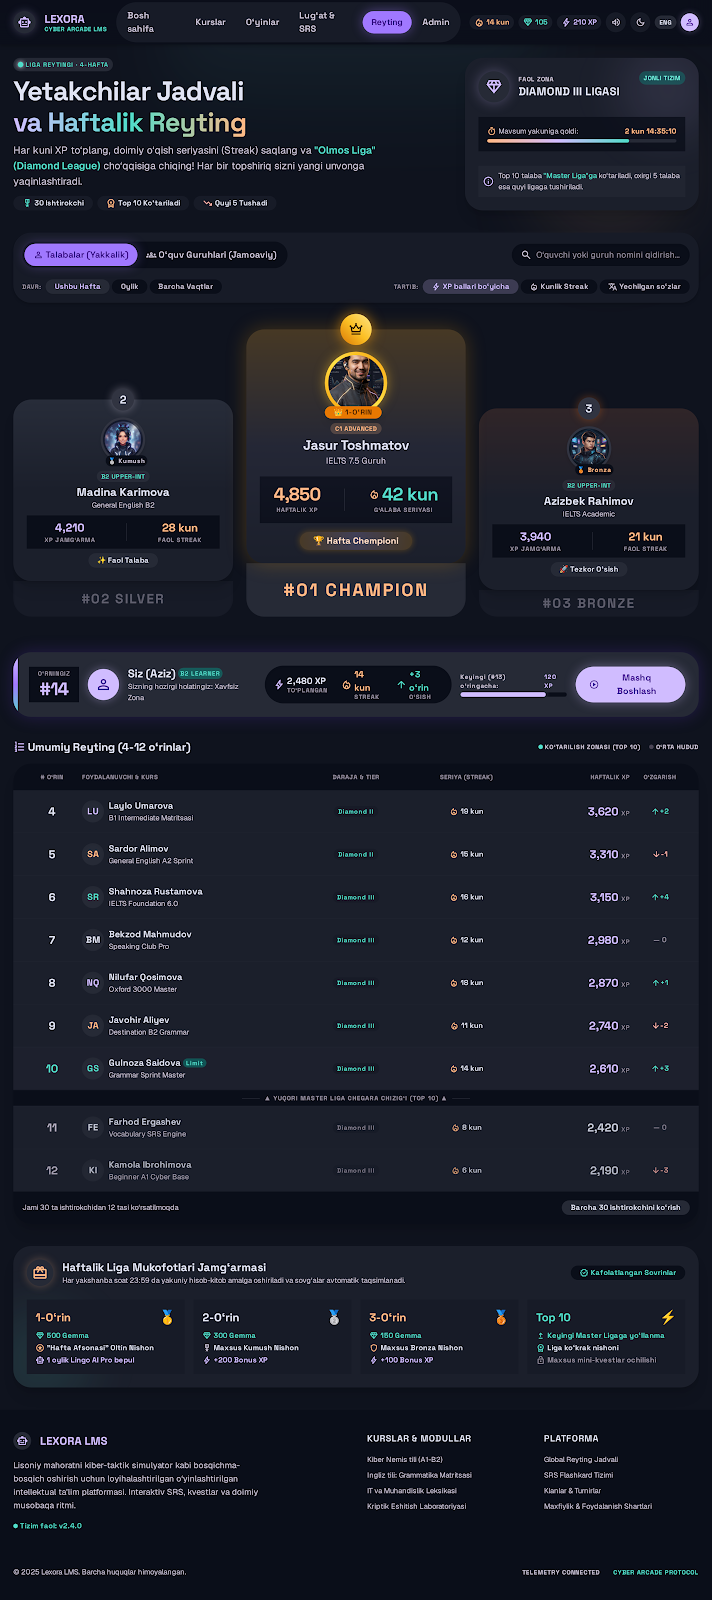 LEXORA
CYBER ARCADE LMS
Bosh sahifa
Kurslar
O'yinlar
Lug'at & SRS
Reyting
Admin
14 kun
105
210 XP
ENG
LIGA REYTINGI · 4-HAFTA
Yetakchilar Jadvali
va Haftalik Reyting
Har kuni XP to'plang, doimiy o'qish seriyasini (Streak) saqlang va "Olmos Liga"
(Diamond League) cho'qqisiga chiqing! Har bir topshiriq sizni yangi unvonga
yaqinlashtiradi.
30 Ishtirokchi
Top 10 Ko'tariladi
Quyi 5 Tushadi
FAOL ZONA
DIAMOND III LIGASI
JONLI TIZIM
Mavsum yakuniga qoldi:
2 kun 14:35:10
Top 10 talaba "Master Liga"ga ko'tariladi, oxirgi 5 talaba
esa quyi ligaga tushiriladi.
Talabalar (Yakkalik)
O'quv Guruhlari (Jamoaviy)
O'quvchi yoki guruh nomini qidirish...
DAVR:
Ushbu Hafta
Oylik
Barcha Vaqtlar
TARTIB:
XP ballari bo'yicha
Kunlik Streak
Yechilgan so'zlar
2
Kumush
B2 UPPER-INT
Madina Karimova
General English B2
4,210
XP JAMG'ARMA
28 kun
FAOL STREAK
✨ Faol Talaba
#02 SILVER
1-O'RIN
C1 ADVANCED
Jasur Toshmatov
IELTS 7.5 Guruh
4,850
HAFTALIK XP
42 kun
G'ALABA SERIYASI
🏆 Hafta Chempioni
#01 CHAMPION
3
Bronza
B2 UPPER-INT
Azizbek Rahimov
IELTS Academic
3,940
XP JAMG'ARMA
21 kun
FAOL STREAK
🚀 Tezkor O'sish
#03 BRONZE
O'RNINGIZ
#14
Siz (Aziz) B2 LEARNER
Sizning hozirgi holatingiz: Xavfsiz
Zona
2,480 XP
TO'PLANGAN
14 kun
STREAK
+3 o'rin
O'SISH
Keyingi (#13) o'ringacha:
120 XP
Mashq Boshlash
Umumiy Reyting (4-12 o'rinlar)
KO'TARILISH ZONASI (TOP 10)
O'RTA HUDUD
# O'RIN
FOYDALANUVCHI & KURS
DARAJA & TIER
SERIYA (STREAK)
HAFTALIK XP
O'ZGARISH
4 LU Laylo Umarova Diamond II 19 kun 3,620 XP ↑ +2
B1 Intermediate Matritsasi
5 SA Sardor Alimov Diamond II 15 kun 3,310 XP ↓ -1
General English A2 Sprint
6 SR Shahnoza Rustamova Diamond III 16 kun 3,150 XP ↑ +4
IELTS Foundation 6.0
7 BM Bekzod Mahmudov Diamond III 12 kun 2,980 XP — 0
Speaking Club Pro
8 NQ Nilufar Qosimova Diamond III 18 kun 2,870 XP ↑ +1
Oxford 3000 Master
9 JA Javohir Aliyev Diamond III 11 kun 2,740 XP ↓ -2
Destination B2 Grammar
10 GS Gulnoza Saidova Limit Diamond III 14 kun 2,610 XP ↑ +3
Grammar Sprint Master
▲ YUQORI MASTER LIGA CHEGARA CHIZIG'I (TOP 10) ▲
11 FE Farhod Ergashev Diamond III 8 kun 2,420 XP — 0
Vocabulary SRS Engine
12 KI Kamola Ibrohimova Diamond III 6 kun 2,190 XP ↓ -3
Beginner A1 Cyber Base
Jami 30 ta ishtirokchidan 12 tasi ko'rsatilmoqda
Barcha 30 ishtirokchini ko'rish
Haftalik Liga Mukofotlari Jamg'armasi
Har yakshanba soat 23:59 da yakuniy hisob-kitob amalga oshiriladi va sovg'alar avtomatik taqsimlanadi.
Kafolatlangan Sovrinlar
1-O'rin
500 Gemma
"Hafta Afsonasi" Oltin Nishon
1 oylik Lingo AI Pro bepul
2-O'rin
300 Gemma
Maxsus Kumush Nishon
+200 Bonus XP
3-O'rin
150 Gemma
Maxsus Bronza Nishon
+100 Bonus XP
Top 10
Keyingi Master Ligaga yo'llanma
Liga ko'krak nishoni
Maxsus mini-kvestlar ochilishi
LEXORA LMS
Lisoniy mahoratni kiber-taktik simulyator kabi bosqichma-
bosqich oshirish uchun loyihalashtirilgan o'yinlashtirilgan
intellektual ta'lim platformasi. Interaktiv SRS, kvestlar va doimiy
musobaqa ritmi.
Tizim faol: v2.4.0
KURSLAR & MODULLAR
Kiber Nemis tili (A1-B2)
Ingliz tili: Grammatika Matritsasi
IT va Muhandislik Leksikasi
Kriptik Eshitish Laboratoriyasi
PLATFORMA
Global Reyting Jadvali
SRS Flashkard Tizimi
Klanlar & Turnirlar
Maxfiylik & Foydalanish Shartlari
© 2025 Lexora LMS. Barcha huquqlar himoyalangan.
TELEMETRY CONNECTED
CYBER ARCADE PROTOCOL